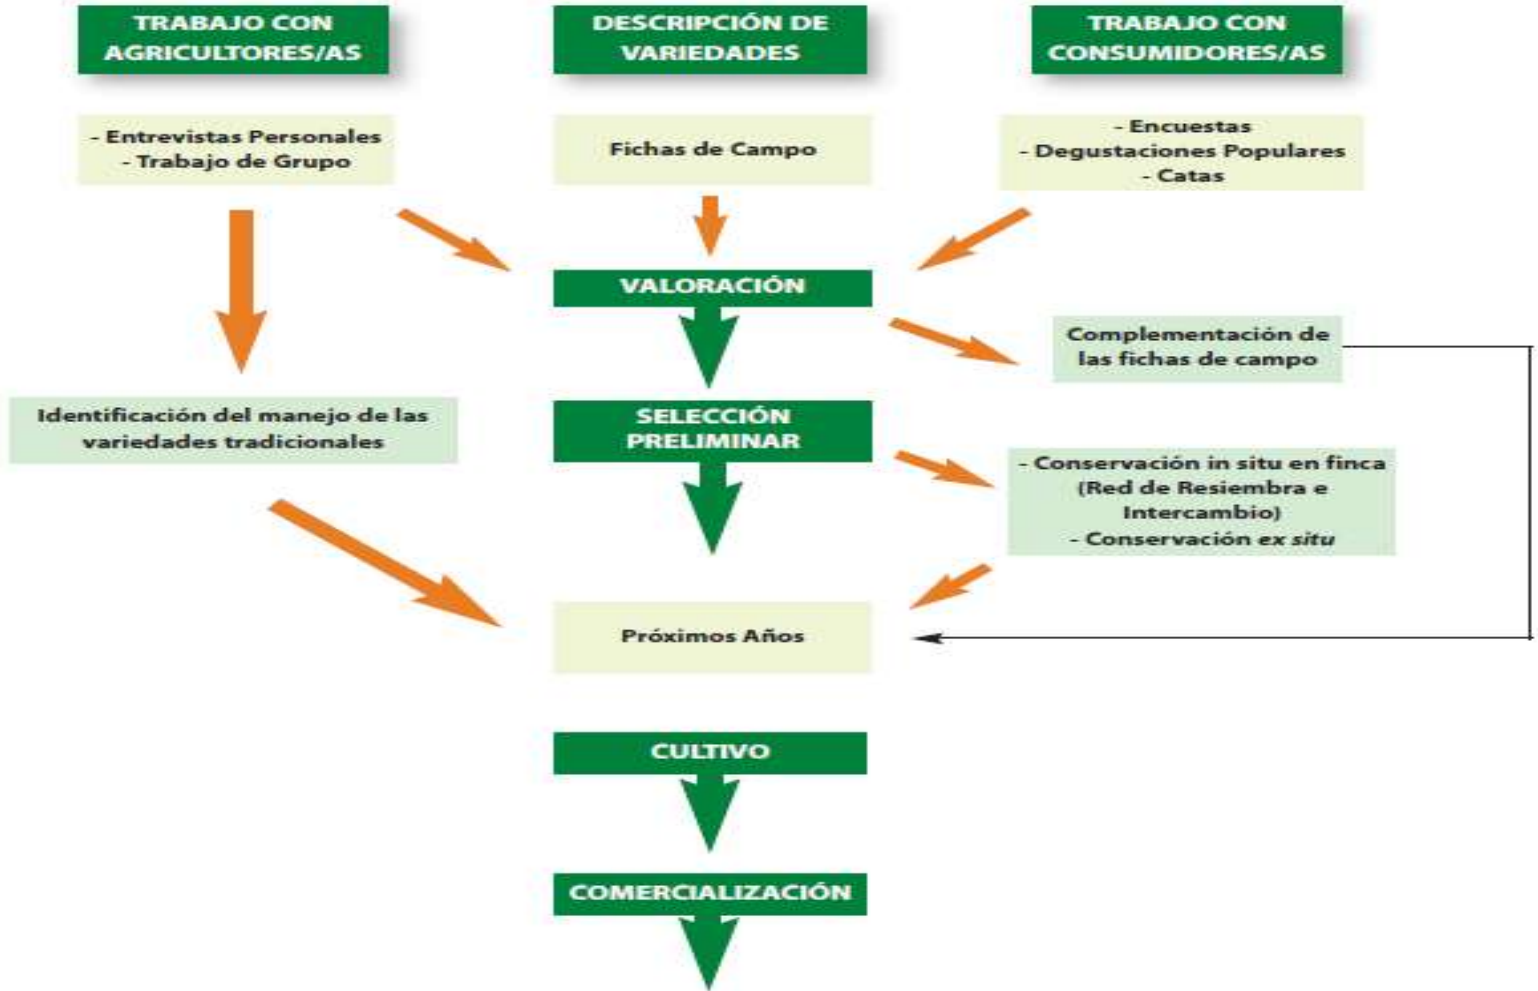 TRABAJO CON
AGRICULTORES/AS
DESCRIPCIÓN DE
VARIEDADES
TRABAJO CON
CONSUMIDORES/AS
- Entrevistas Personales
- Trabajo de Grupo
Fichas de Campo
- Encuestas
- Degustaciones Populares
- Catas
VALORACIÓN
Complementación de
las fichas de campo
Identificación del manejo de las
variedades tradicionales
SELECCIÓN
PRELIMINAR
- Conservación in situ en finca
(Red de Resiembra e
Intercambio)
- Conservación ex situ
Próximos Años
CULTIVO
COMERCIALIZACIÓN